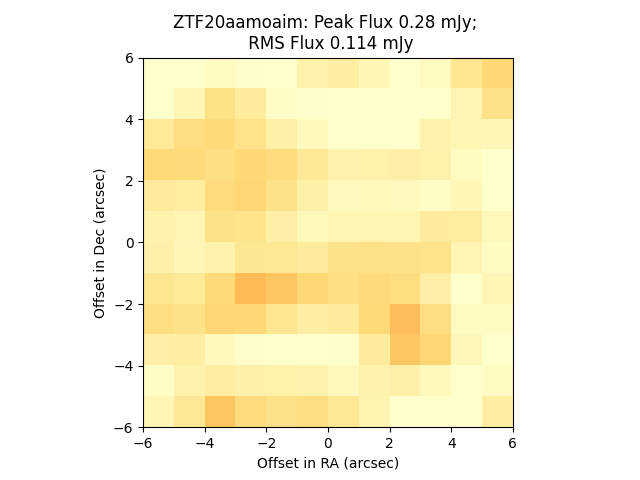 ZTF20aamoaim: Peak Flux 0.28 mJy;
RMS Flux 0.114 mJy
6
4
2
0
−2
−4
−6
Offset in Dec (arcsec)
−6 −4 −2 0 2 4 6
Offset in RA (arcsec)